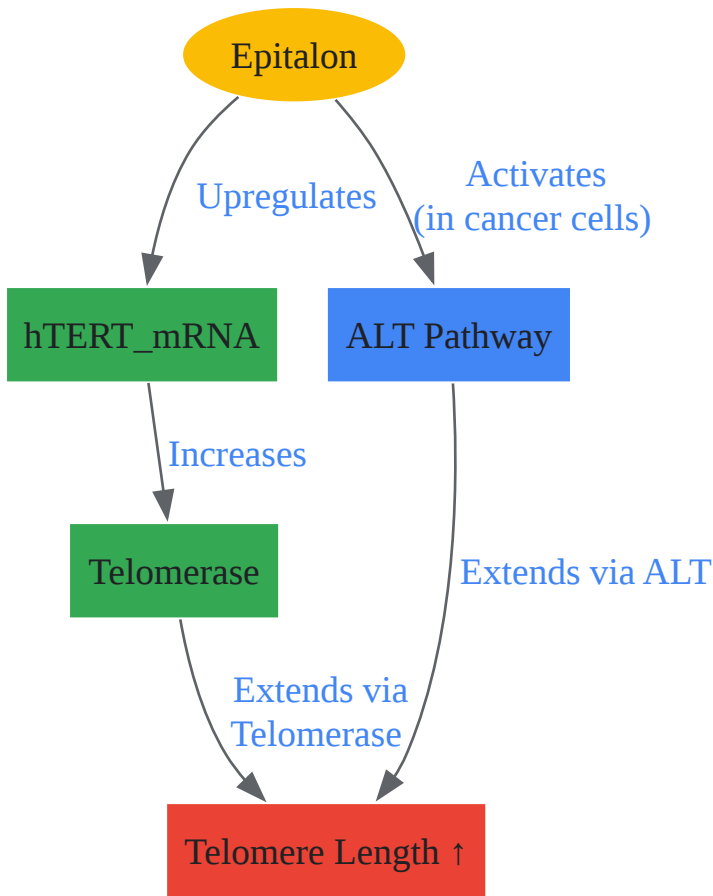 Epitalon
Upregulates
Activates
(in cancer cells)
hTERT_mRNA
ALT Pathway
Increases
Telomerase
Extends via ALT
Extends via
Telomerase
Telomere Length ↑